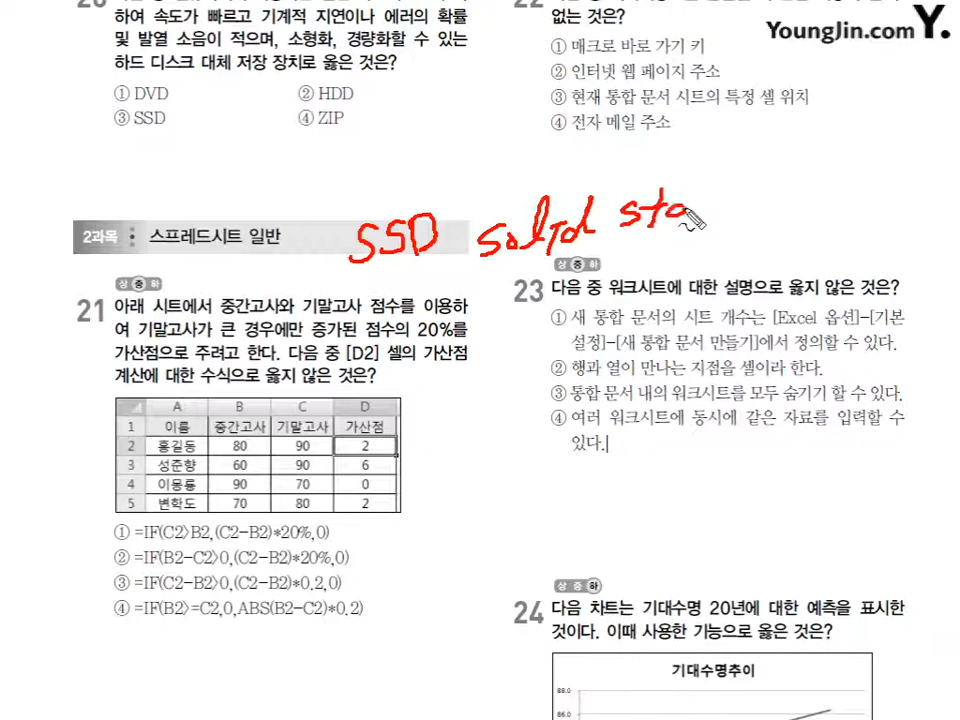 하여 속도가 빠르고 기계적 지연이나 에러의 확률
및 발열 소음이 적으며, 소형화, 경량화할 수 있는
하드 디스크 대체 저장 장치로 옳은 것은?
① DVD ② HDD
③ SSD ④ ZIP
2과목 스프레드시트 일반
SSD
상 중 하
21 아래 시트에서 중간고사와 기말고사 점수를 이용하
여 기말고사가 큰 경우에만 증가된 점수의 20%를
가산점으로 주려고 한다. 다음 중 [D2] 셀의 가산점
계산에 대한 수식으로 옳지 않은 것은?
A B C D
1 이름 중간고사 기말고사 가산점
2 홍길동 80 90 2
3 성준향 60 90 6
4 이몽룡 90 70 0
5 변학도 70 80 2
① =IF(C2>B2,(C2-B2)*20%,0)
② =IF(B2-C2>0,(C2-B2)*20%,0)
③ =IF(C2-B2>0,(C2-B2)*0.2,0)
④ =IF(B2>=C2,0,ABS(B2-C2)*0.2)
YoungJin.com Y.
없는 것은?
① 매크로 바로 가기 키
② 인터넷 웹 페이지 주소
③ 현재 통합 문서 시트의 특정 셀 위치
④ 전자 메일 주소
상 중 하
23 다음 중 워크시트에 대한 설명으로 옳지 않은 것은?
① 새 통합 문서의 시트 개수는 [Excel 옵션]-[기본
설정]-[새 통합 문서 만들기]에서 정의할 수 있다.
② 행과 열이 만나는 지점을 셀이라 한다.
③ 통합 문서 내의 워크시트를 모두 숨기기 할 수 있다.
④ 여러 워크시트에 동시에 같은 자료를 입력할 수
있다.
상 중 하
24 다음 차트는 기대수명 20년에 대한 예측을 표시한
것이다. 이때 사용한 기능으로 옳은 것은?
기대수명추이
88.0
86.0